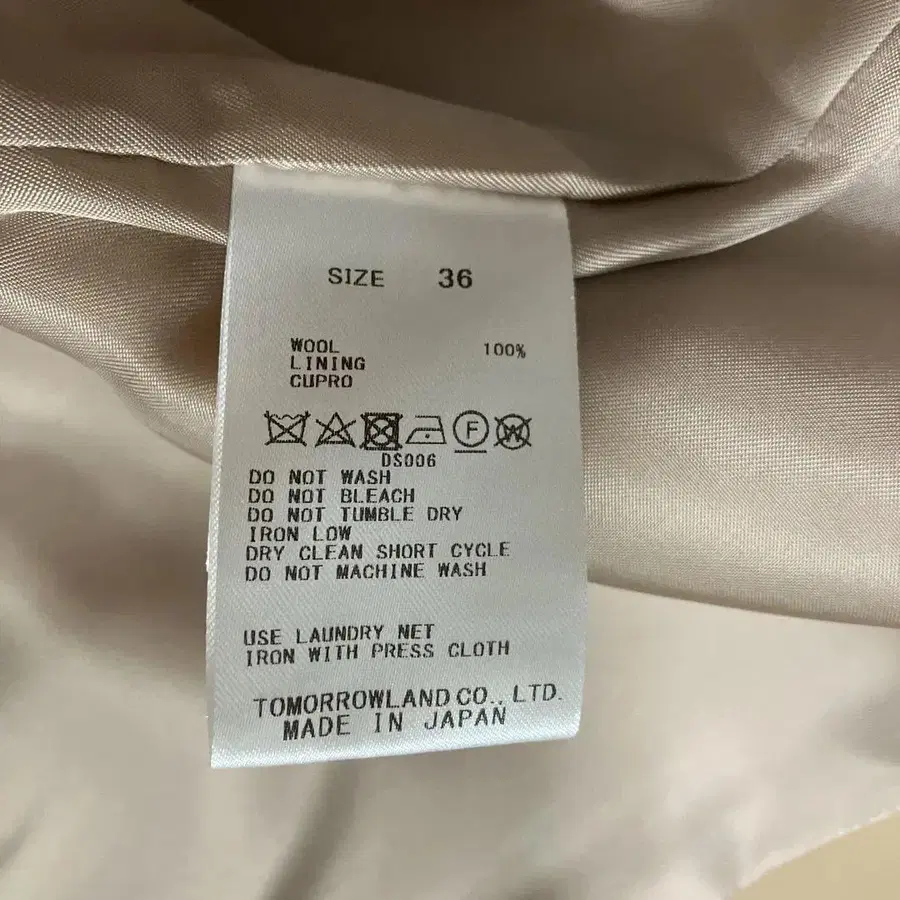 SIZE 36
WOOL 100%
LINING
CUPRO
F W
DS006
DO NOT WASH
DO NOT BLEACH
DO NOT TUMBLE DRY
IRON LOW
DRY CLEAN SHORT CYCLE
DO NOT MACHINE WASH
USE LAUNDRY NET
IRON WITH PRESS CLOTH
TOMORROWLAND CO., LTD.
MADE IN JAPAN